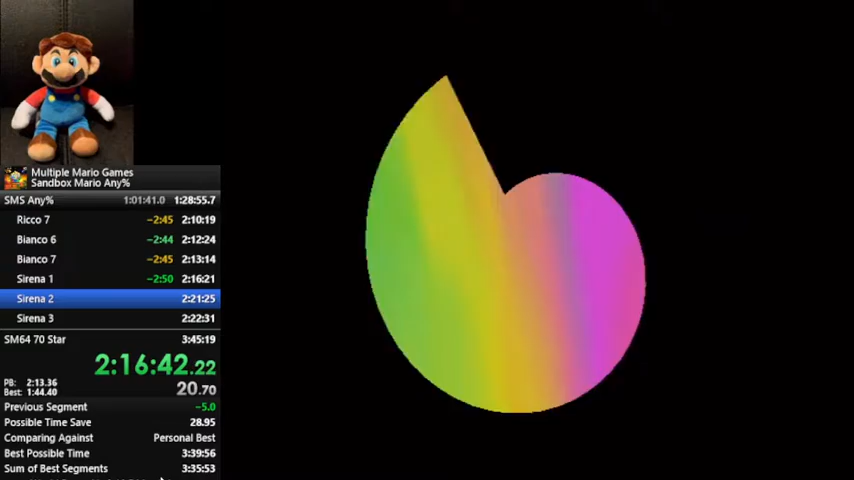 Multiple Mario Games
Sandbox Mario Any%
SMS Any% 1:01:41.0 1:28:55.7
Ricco 7 −2:45 2:10:19
Bianco 6 −2:44 2:12:24
Bianco 7 −2:45 2:13:14
Sirena 1 −2:50 2:16:21
Sirena 2 2:21:25
Sirena 3 2:22:31
SM64 70 Star 3:45:19
2:16:42.22
PB: 2:13.36
Best: 1:44.40
20.70
Previous Segment −5.0
Possible Time Save 28.95
Comparing Against Personal Best
Best Possible Time 3:39:56
Sum of Best Segments 3:35:53